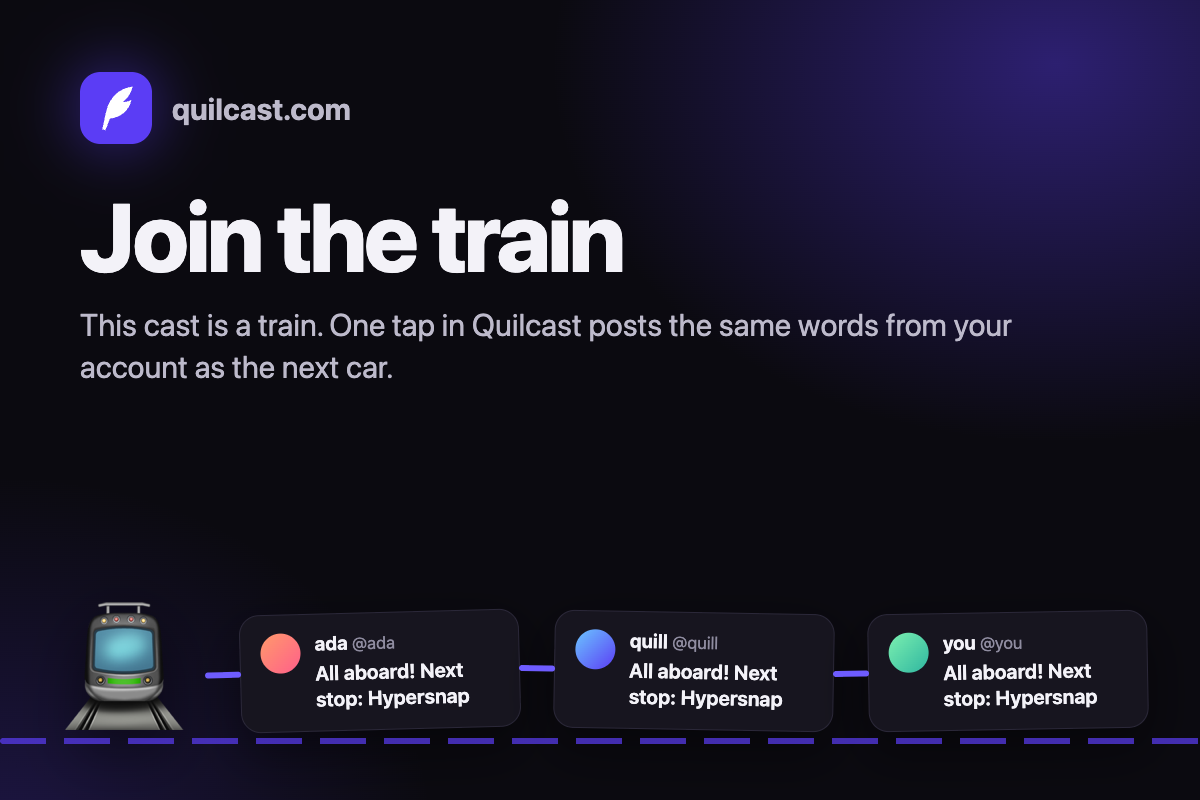 quilcast.com
Join the train
This cast is a train. One tap in Quilcast posts the same words from your
account as the next car.
ada @ada
All aboard! Next
stop: Hypersnap
quill @quill
All aboard! Next
stop: Hypersnap
you @you
All aboard! Next
stop: Hypersnap